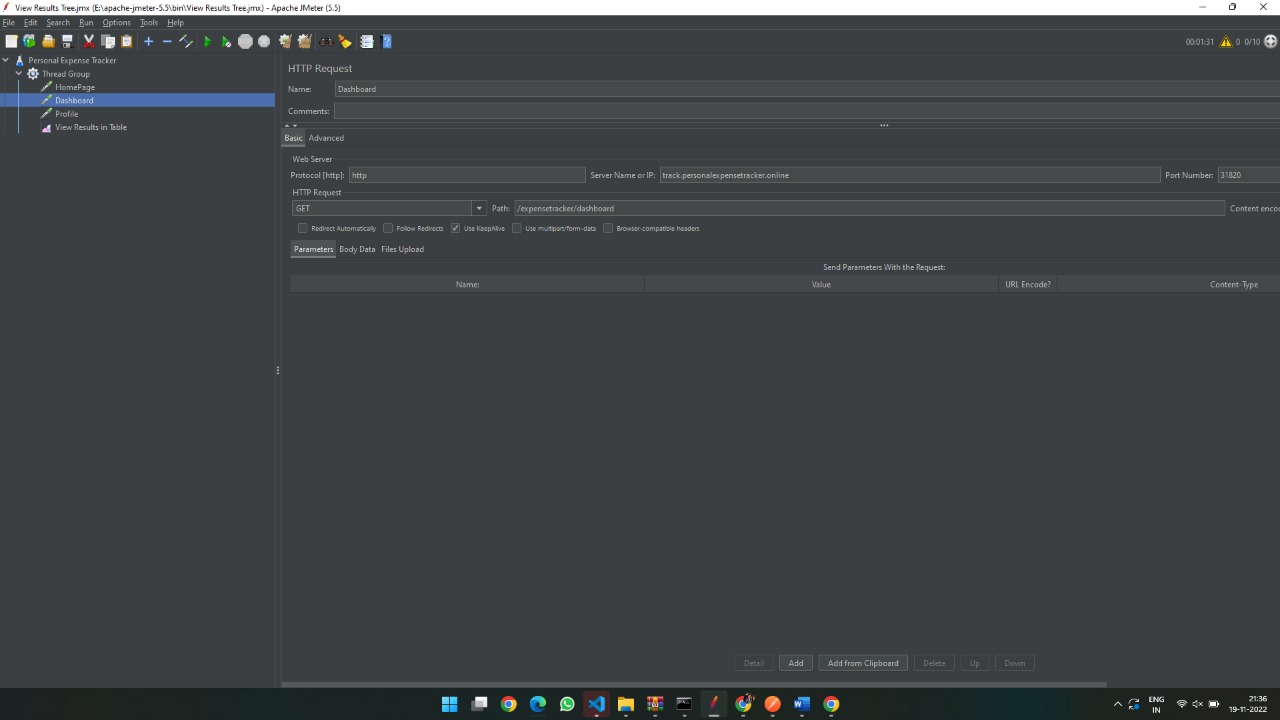 View Results Tree.jmx (E:\apache-jmeter-5.5\bin\View Results Tree.jmx) - Apache JMeter (5.5)
File Edit Search Run Options Tools Help
00:01:31 0 0/10
Personal Expense Tracker
Thread Group
HomePage
Dashboard
Profile
View Results in Table
HTTP Request
Name: Dashboard
Comments:
Basic Advanced
Web Server
Protocol [http]: http Server Name or IP: track.personalexpensetracker.online Port Number: 31820
HTTP Request
GET Path: /expensetracker/dashboard Content enco
Redirect Automatically Follow Redirects Use KeepAlive Use multipart/form-data Browser-compatible headers
Parameters Body Data Files Upload
Send Parameters With the Request:
Name: Value URL Encode? Content-Type
Detail Add Add from Clipboard Delete Up Down
ENG 21:36
IN 19-11-2022